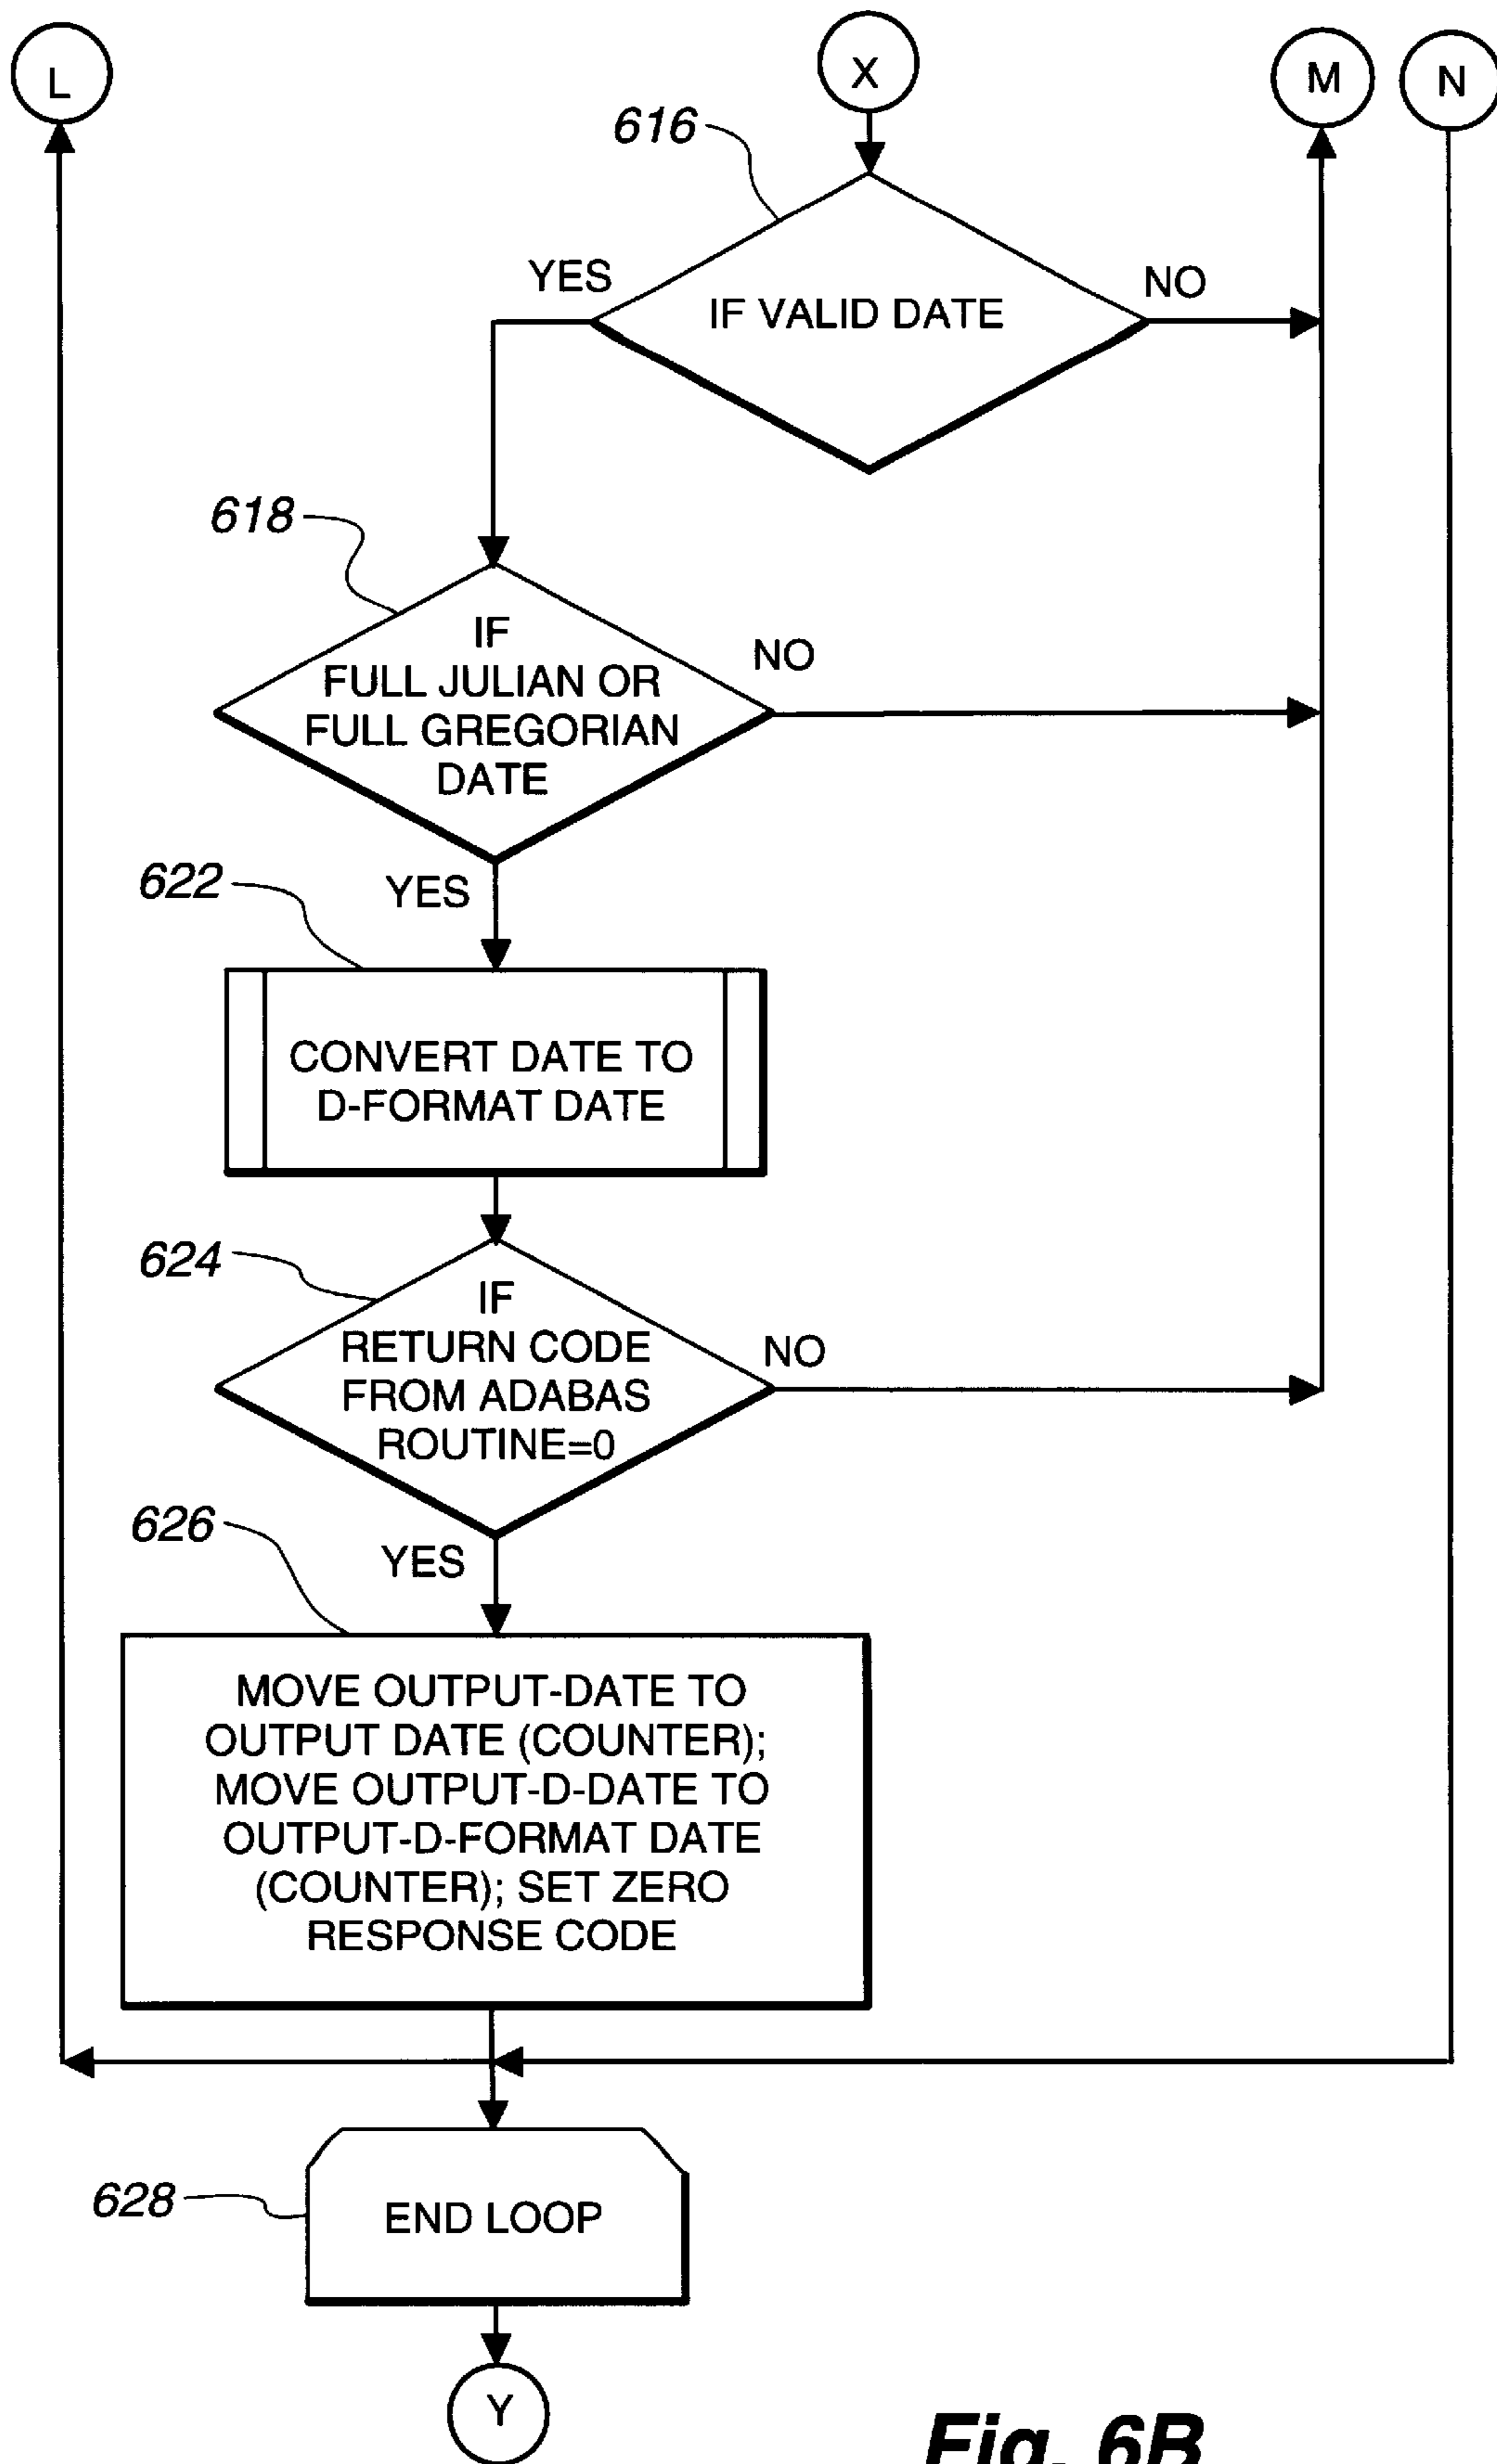 L
X
M
N
616
YES
NO
IF VALID DATE
618
IF
FULL JULIAN OR
FULL GREGORIAN
DATE
NO
622
YES
CONVERT DATE TO
D-FORMAT DATE
624
IF
RETURN CODE
FROM ADABAS
ROUTINE=0
NO
626
YES
MOVE OUTPUT-DATE TO
OUTPUT DATE (COUNTER);
MOVE OUTPUT-D-DATE TO
OUTPUT-D-FORMAT DATE
(COUNTER); SET ZERO
RESPONSE CODE
628
END LOOP
Y
Fig. 6B